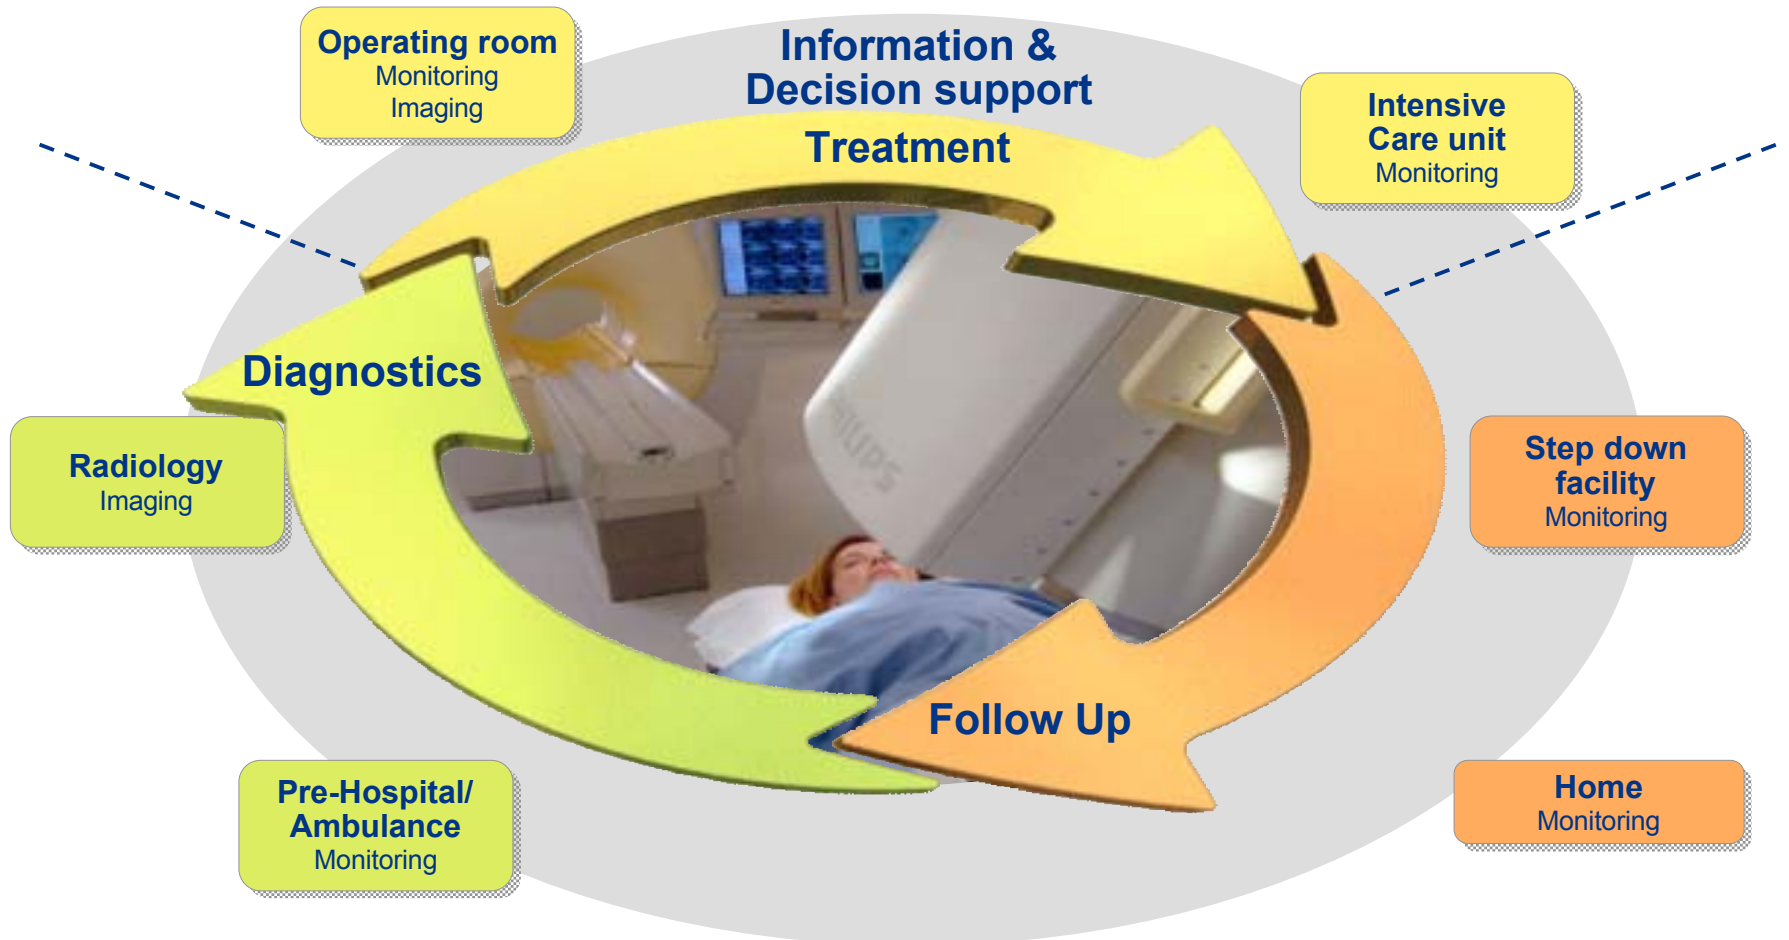 Operating room
Monitoring
Imaging
Information &
Decision support
Treatment
Intensive
Care unit
Monitoring
Diagnostics
Radiology
Imaging
PHILIPS
Step down
facility
Monitoring
Follow Up
Pre-Hospital/
Ambulance
Monitoring
Home
Monitoring